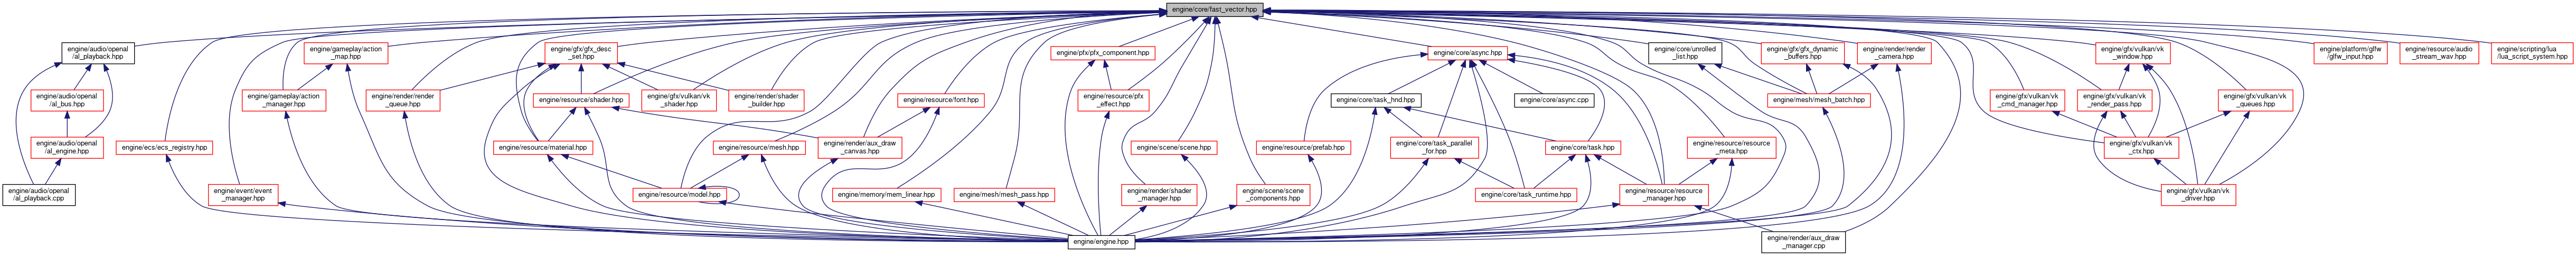 engine/core/fast_vector.hpp
engine/audio/openal
/al_playback.hpp
engine/gameplay/action
_map.hpp
engine/gfx/gfx_desc
_set.hpp
engine/pfx/pfx_component.hpp
engine/core/async.hpp
engine/core/unrolled
_list.hpp
engine/gfx/gfx_dynamic
_buffers.hpp
engine/render/render
_camera.hpp
engine/gfx/vulkan/vk
_window.hpp
engine/platform/glfw
/glfw_input.hpp
engine/resource/audio
_stream_wav.hpp
engine/scripting/lua
/lua_script_system.hpp
engine/audio/openal
/al_bus.hpp
engine/gameplay/action
_manager.hpp
engine/render/render
_queue.hpp
engine/resource/shader.hpp
engine/gfx/vulkan/vk
_shader.hpp
engine/render/shader
_builder.hpp
engine/resource/font.hpp
engine/resource/pfx
_effect.hpp
engine/core/task_hnd.hpp
engine/core/async.cpp
engine/mesh/mesh_batch.hpp
engine/gfx/vulkan/vk
_cmd_manager.hpp
engine/gfx/vulkan/vk
_render_pass.hpp
engine/gfx/vulkan/vk
_queues.hpp
engine/audio/openal
/al_engine.hpp
engine/ecs/ecs_registry.hpp
engine/resource/material.hpp
engine/resource/mesh.hpp
engine/render/aux_draw
_canvas.hpp
engine/scene/scene.hpp
engine/resource/prefab.hpp
engine/core/task_parallel
_for.hpp
engine/core/task.hpp
engine/resource/resource
_meta.hpp
engine/gfx/vulkan/vk
_ctx.hpp
engine/audio/openal
/al_playback.cpp
engine/event/event
_manager.hpp
engine/resource/model.hpp
engine/memory/mem_linear.hpp
engine/mesh/mesh_pass.hpp
engine/render/shader
_manager.hpp
engine/scene/scene
_components.hpp
engine/core/task_runtime.hpp
engine/resource/resource
_manager.hpp
engine/gfx/vulkan/vk
_driver.hpp
engine/engine.hpp
engine/render/aux_draw
_manager.cpp